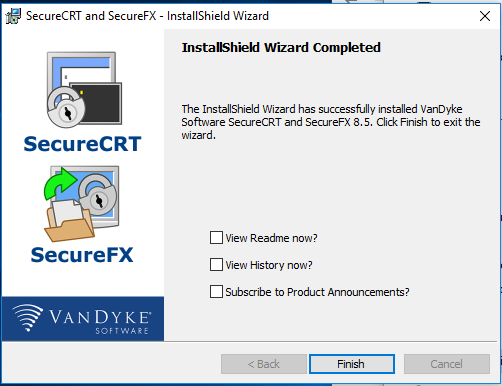 SecureCRT and SecureFX - InstallShield Wizard
InstallShield Wizard Completed
The InstallShield Wizard has successfully installed VanDyke
Software SecureCRT and SecureFX 8.5. Click Finish to exit the
wizard.
SecureCRT
SecureFX
View Readme now?
View History now?
Subscribe to Product Announcements?
VANDYKE®
SOFTWARE
< Back
Finish
Cancel